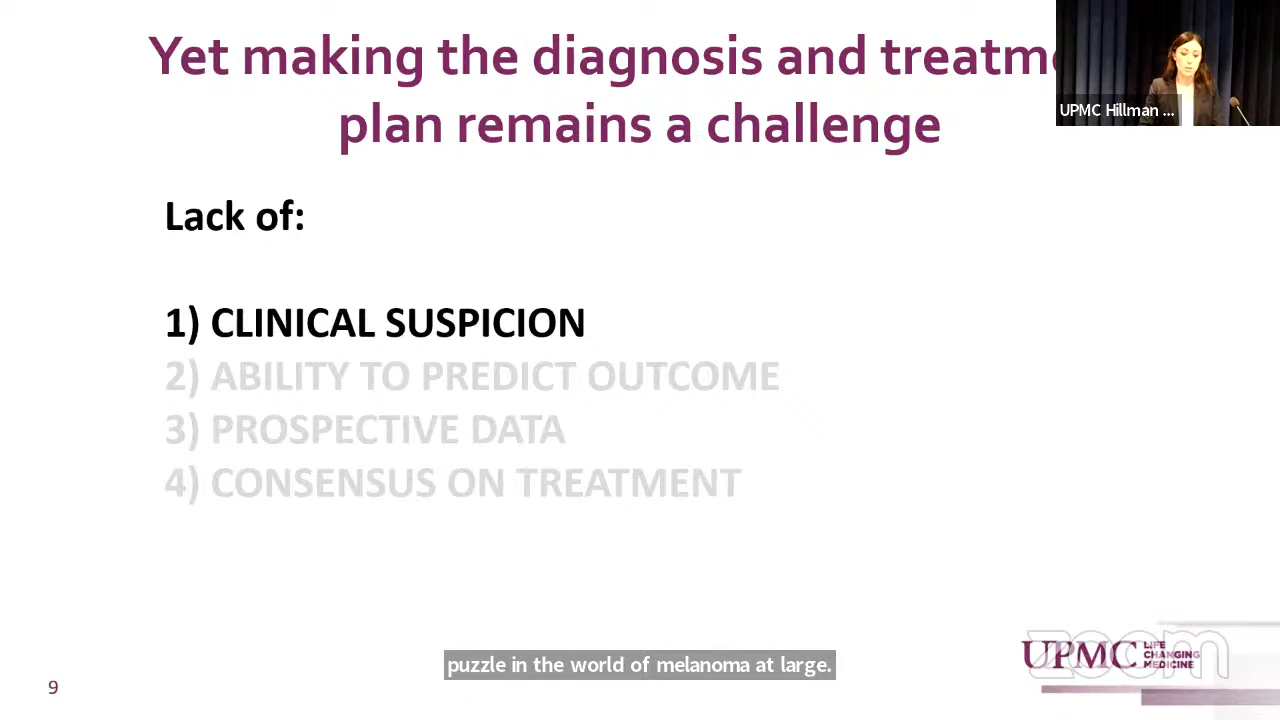 Yet making the diagnosis and treatm
plan remains a challenge
UPMC Hillman ...
Lack of:
1) CLINICAL SUSPICION
2) ABILITY TO PREDICT OUTCOME
3) PROSPECTIVE DATA
4) CONSENSUS ON TREATMENT
puzzle in the world of melanoma at large.
UPMC LIFE
CHANGING
MEDICINE
zoom
9